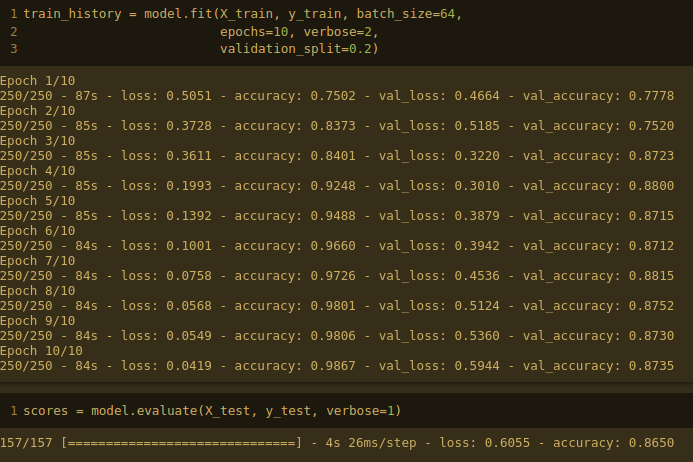 1 train_history = model.fit(X_train, y_train, batch_size=64,
2 epochs=10, verbose=2,
3 validation_split=0.2)
Epoch 1/10
250/250 - 87s - loss: 0.5051 - accuracy: 0.7502 - val_loss: 0.4664 - val_accuracy: 0.7778
Epoch 2/10
250/250 - 85s - loss: 0.3728 - accuracy: 0.8373 - val_loss: 0.5185 - val_accuracy: 0.7520
Epoch 3/10
250/250 - 85s - loss: 0.3611 - accuracy: 0.8401 - val_loss: 0.3220 - val_accuracy: 0.8723
Epoch 4/10
250/250 - 85s - loss: 0.1993 - accuracy: 0.9248 - val_loss: 0.3010 - val_accuracy: 0.8800
Epoch 5/10
250/250 - 85s - loss: 0.1392 - accuracy: 0.9488 - val_loss: 0.3879 - val_accuracy: 0.8715
Epoch 6/10
250/250 - 84s - loss: 0.1001 - accuracy: 0.9660 - val_loss: 0.3942 - val_accuracy: 0.8712
Epoch 7/10
250/250 - 84s - loss: 0.0758 - accuracy: 0.9726 - val_loss: 0.4536 - val_accuracy: 0.8815
Epoch 8/10
250/250 - 84s - loss: 0.0568 - accuracy: 0.9801 - val_loss: 0.5124 - val_accuracy: 0.8752
Epoch 9/10
250/250 - 84s - loss: 0.0549 - accuracy: 0.9806 - val_loss: 0.5360 - val_accuracy: 0.8730
Epoch 10/10
250/250 - 84s - loss: 0.0419 - accuracy: 0.9867 - val_loss: 0.5944 - val_accuracy: 0.8735
1 scores = model.evaluate(X_test, y_test, verbose=1)
157/157 [==============================] - 4s 26ms/step - loss: 0.6055 - accuracy: 0.8650